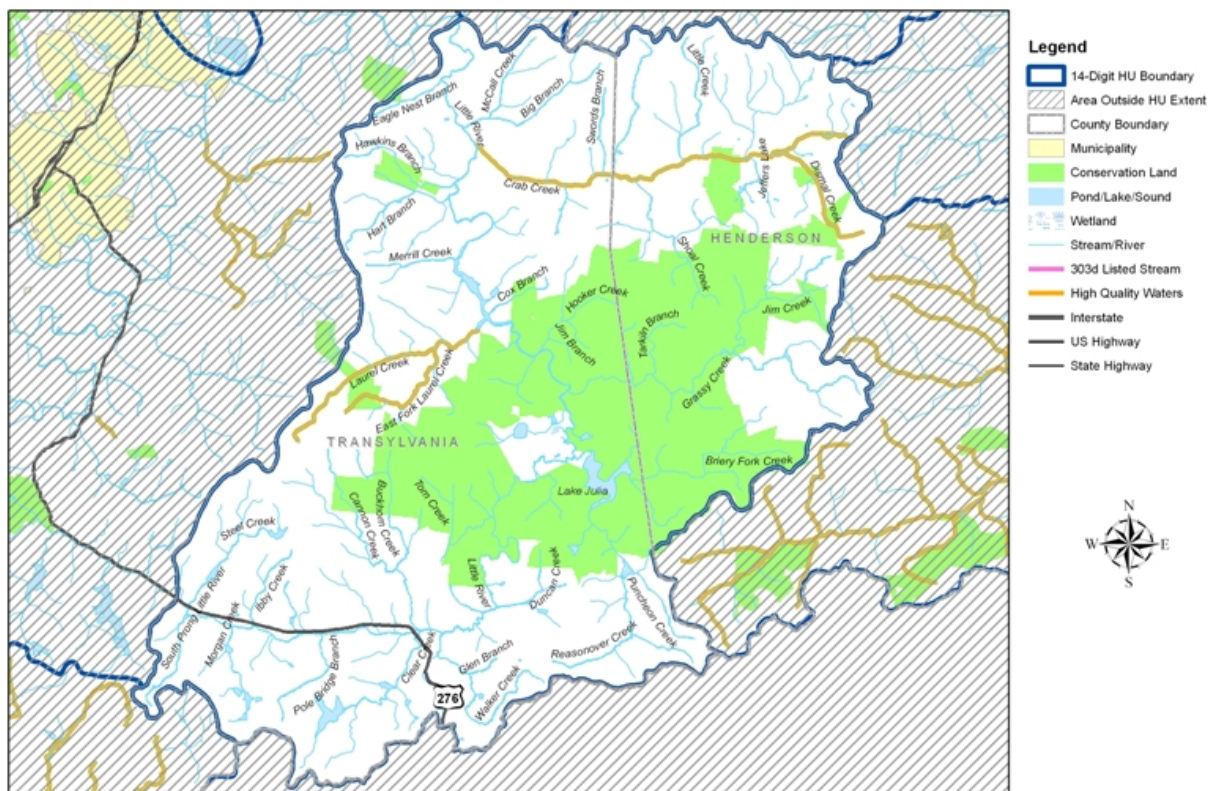 Legend
14-Digit HU Boundary
Area Outside HU Extent
County Boundary
Municipality
Conservation Land
Pond/Lake/Sound
Wetland
Stream/River
303d Listed Stream
High Quality Waters
Interstate
US Highway
State Highway
N
W
E
S
Eagle Nest Branch
McCall Creek
Little River
Big Branch
Swords Branch
Little Creek
Hawkins Branch
Crab Creek
Jeffers Lake
Dismal Creek
Hart Branch
Merrill Creek
HENDERSON
Shoal Creek
Cox Branch
Hooker Creek
Jim Creek
Jim Branch
Tarkiln Branch
Laurel Creek
East Fork Laurel Creek
Grassy Creek
TRANSYLVANIA
Briery Fork Creek
Lake Julia
Buckhorn Creek
Cannon Creek
Tom Creek
Steel Creek
South Prong Little River
Morgan Creek
Ibby Creek
Little River
Duncan Creek
Puncheon Creek
Reasonover Creek
Glen Branch
Clear Creek
Pole Bridge Branch
Walker Creek
276